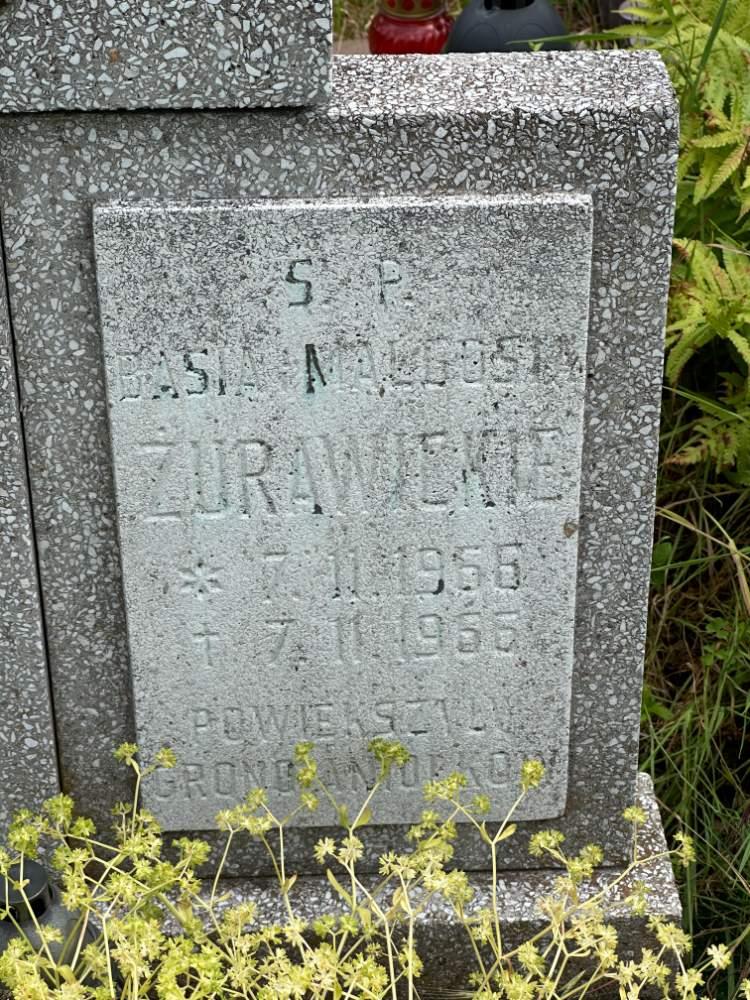 Ś. P.
BASIA I MAŁGOSIA
ŻURAWICKIE
* 7.11.1966
† 7.11.1966
POWIĘKSZYŁY
GRONO ANIOŁKÓW